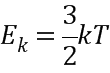 E_k = \frac{3}{2}kT